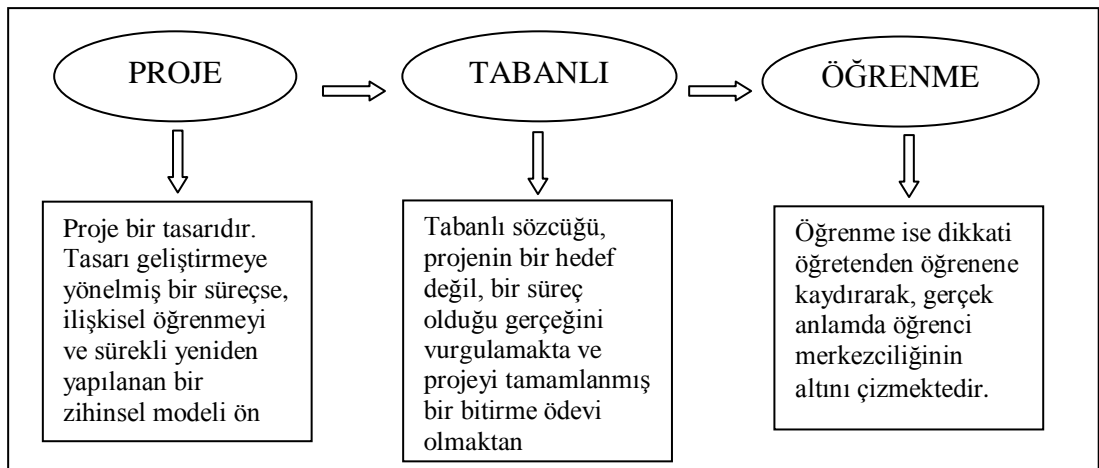 PROJE
TABANLI
ÖĞRENME
Proje bir tasarıdır.
Tasarı geliştirmeye
yönelmiş bir süreçse,
ilişkisel öğrenmeyi
ve sürekli yeniden
yapılanan bir
zihinsel modeli ön
Tabanlı sözcüğü,
projenin bir hedef
değil, bir süreç
olduğu gerçeğini
vurgulamakta ve
projeyi tamamlanmış
bir bitirme ödevi
olmaktan
Öğrenme ise dikkati
öğretenden öğrenene
kaydırarak, gerçek
anlamda öğrenci
merkezciliğinin
altını çizmektedir.